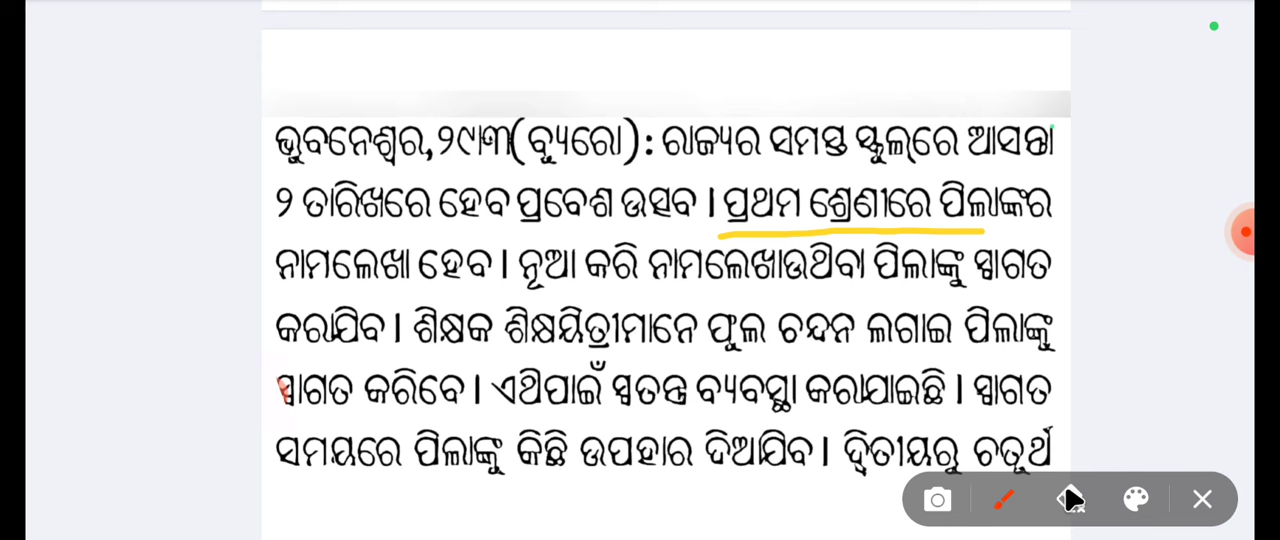 ଭୁବନେଶ୍ୱର,୨୯ା୩(ବ୍ୟୁରୋ): ରାଜ୍ୟର ସମସ୍ତ ସ୍କୁଲ୍‌ରେ ଆସନ୍ତା
୨ ତାରିଖରେ ହେବ ପ୍ରବେଶ ଉତ୍ସବ । ପ୍ରଥମ ଶ୍ରେଣୀରେ ପିଲାଙ୍କର
ନାମଲେଖା ହେବ । ନୂଆ କରି ନାମଲେଖାଉଥିବା ପିଲାଙ୍କୁ ସ୍ୱାଗତ
କରାଯିବ । ଶିକ୍ଷକ ଶିକ୍ଷୟିତ୍ରୀମାନେ ଫୁଲ ଚନ୍ଦନ ଲଗାଇ ପିଲାଙ୍କୁ
ସ୍ୱାଗତ କରିବେ । ଏଥିପାଇଁ ସ୍ୱତନ୍ତ୍ର ବ୍ୟବସ୍ଥା କରାଯାଇଛି । ସ୍ୱାଗତ
ସମୟରେ ପିଲାଙ୍କୁ କିଛି ଉପହାର ଦିଆଯିବ । ଦ୍ୱିତୀୟରୁ ଚତୁର୍ଥ